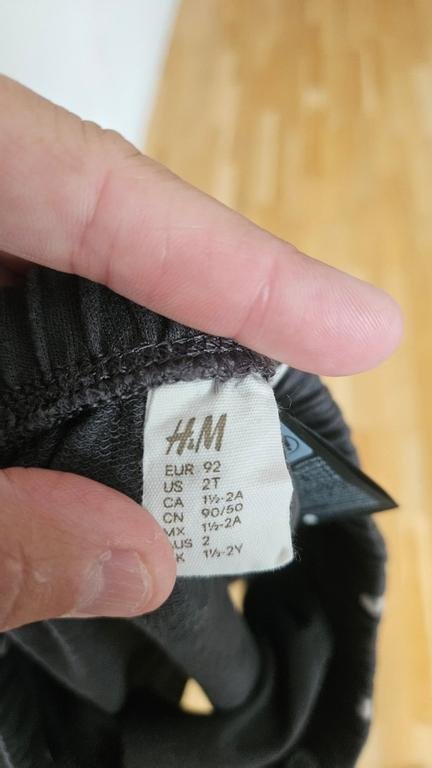 H&M
EUR 92
US 2T
CA 1½-2A
CN 90/50
MX 1½-2A
AUS 2
K 1½-2Y